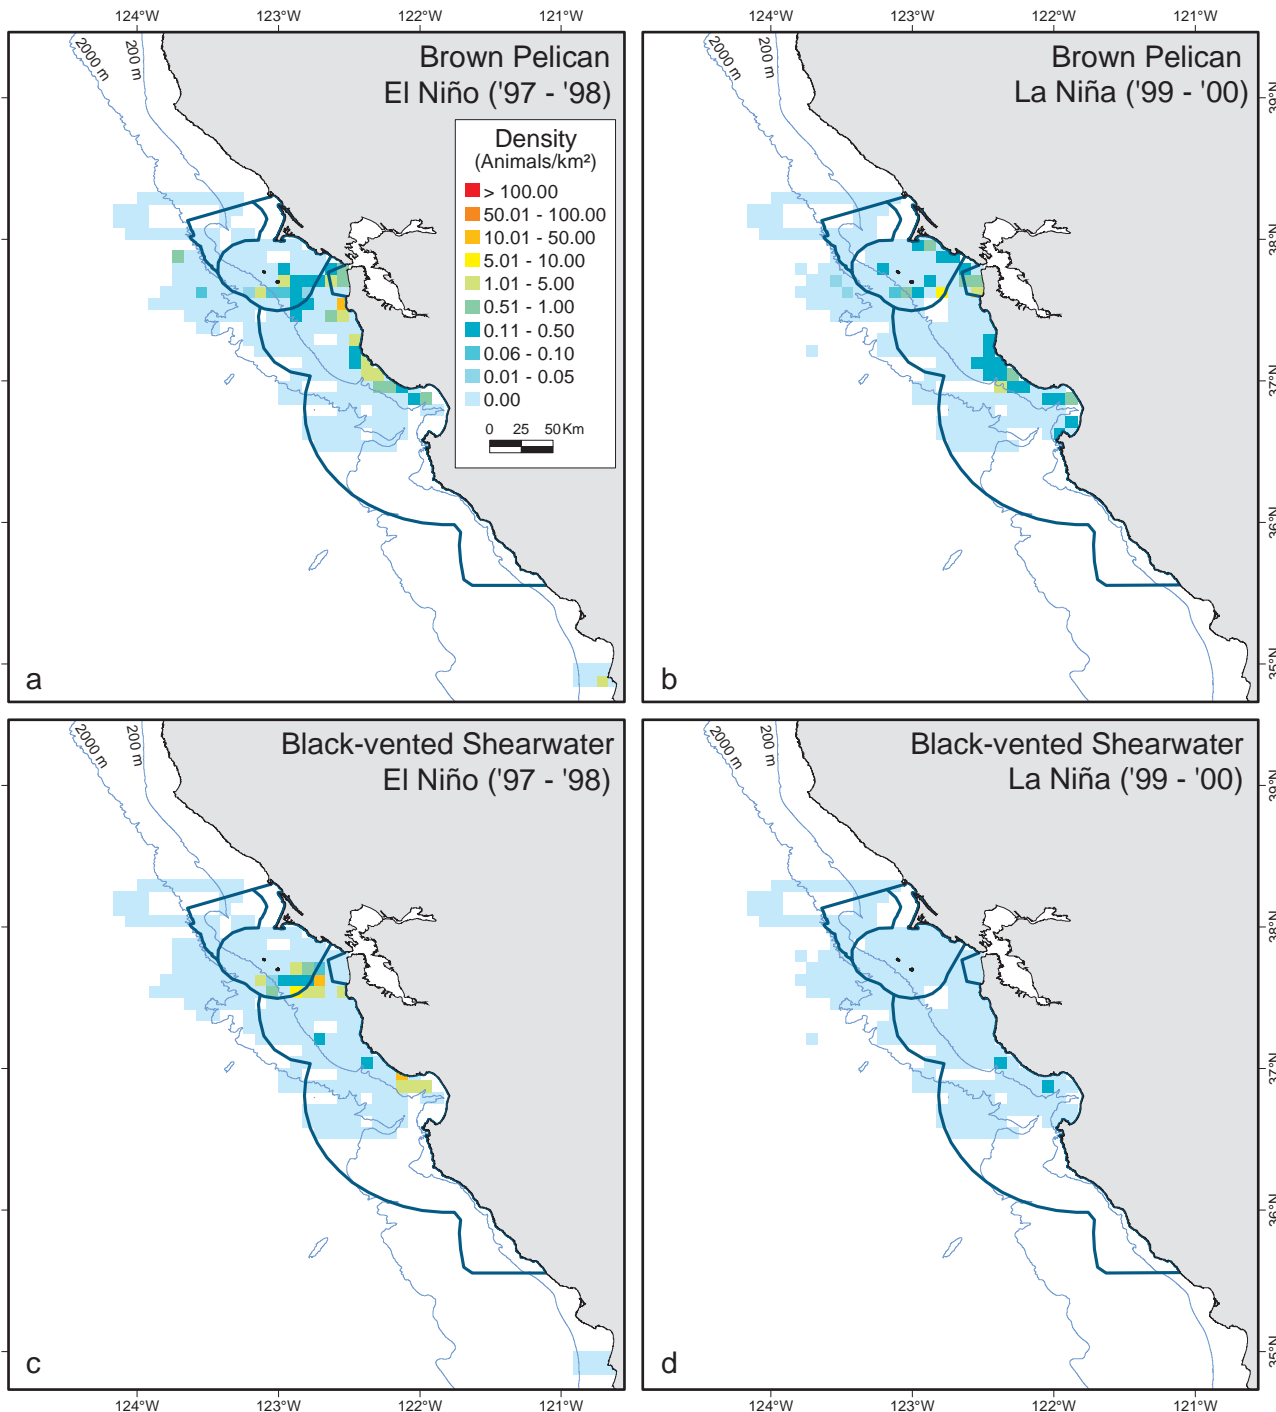 124°W 123°W 122°W 121°W 124°W 123°W 122°W 121°W
2000 m
200 m
Brown Pelican
El Niño ('97 - '98)
Density
(Animals/km²)
> 100.00
50.01 - 100.00
10.01 - 50.00
5.01 - 10.00
1.01 - 5.00
0.51 - 1.00
0.11 - 0.50
0.06 - 0.10
0.01 - 0.05
0.00
0 25 50 Km
a
2000 m
200 m
Brown Pelican
La Niña ('99 - '00)
b
39°N
38°N
37°N
36°N
35°N
2000 m
200 m
Black-vented Shearwater
El Niño ('97 - '98)
c
2000 m
200 m
Black-vented Shearwater
La Niña ('99 - '00)
d
39°N
38°N
37°N
36°N
35°N
124°W 123°W 122°W 121°W 124°W 123°W 122°W 121°W